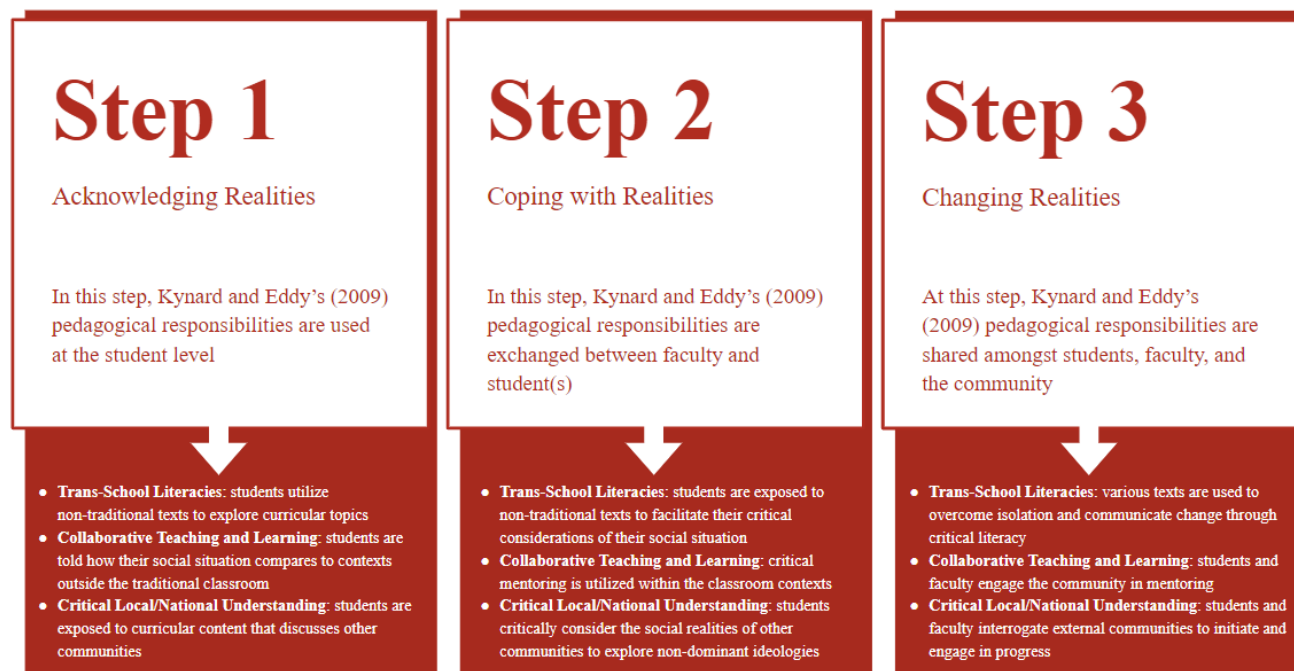 Step 1
Acknowledging Realities
In this step, Kynard and Eddy's (2009)
pedagogical responsibilities are used
at the student level
● Trans-School Literacies: students utilize
non-traditional texts to explore curricular topics
● Collaborative Teaching and Learning: students are
told how their social situation compares to contexts
outside the traditional classroom
● Critical Local/National Understanding: students are
exposed to curricular content that discusses other
communities
Step 2
Coping with Realities
In this step, Kynard and Eddy's (2009)
pedagogical responsibilities are
exchanged between faculty and
student(s)
● Trans-School Literacies: students are exposed to
non-traditional texts to facilitate their critical
considerations of their social situation
● Collaborative Teaching and Learning: critical
mentoring is utilized within the classroom contexts
● Critical Local/National Understanding: students
critically consider the social realities of other
communities to explore non-dominant ideologies
Step 3
Changing Realities
At this step, Kynard and Eddy's
(2009) pedagogical responsibilities are
shared amongst students, faculty, and
the community
● Trans-School Literacies: various texts are used to
overcome isolation and communicate change through
critical literacy
● Collaborative Teaching and Learning: students and
faculty engage the community in mentoring
● Critical Local/National Understanding: students and
faculty interrogate external communities to initiate and
engage in progress